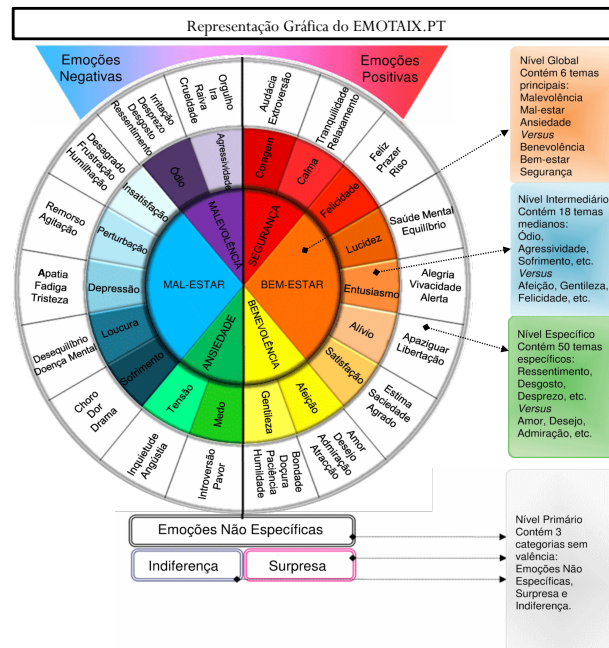 Representação Gráfica do EMOTAIX.PT
Emoções
Negativas
Emoções
Positivas
Orgulho
Ira
Raiva
Crueldade
Irritação
Desprezo
Desgosto
Ressentimento
Desagrado
Frustração
Humilhação
Remorso
Agitação
Apatia
Fadiga
Tristeza
Desequilíbrio
Doença Mental
Choro
Dor
Drama
Inquietude
Angústia
Introversão
Pavor
Audácia
Extroversão
Tranquilidade
Relaxamento
Feliz
Prazer
Riso
Saúde Mental
Equilíbrio
Alegria
Vivacidade
Alerta
Apaziguar
Libertação
Estima
Saciedade
Agrado
Amor
Desejo
Admiração
Atracção
Bondade
Doçura
Paciência
Humildade
Agressividade
Ódio
Insatisfação
Perturbação
Depressão
Loucura
Sofrimento
Tensão
Medo
Coragem
Calma
Felicidade
Lucidez
Entusiasmo
Alívio
Satisfação
Afeição
Gentileza
MALEVOLÊNCIA
SEGURANÇA
MAL-ESTAR
BEM-ESTAR
ANSIEDADE
BENEVOLÊNCIA
Nível Global
Contém 6 temas
principais:
Malevolência
Mal-estar
Ansiedade
Versus
Benevolência
Bem-estar
Segurança
Nível Intermediário
Contém 18 temas
medianos:
Ódio,
Agressividade,
Sofrimento, etc.
Versus
Afeição, Gentileza,
Felicidade, etc.
Nível Específico
Contém 50 temas
específicos:
Ressentimento,
Desgosto,
Desprezo, etc.
Versus
Amor, Desejo,
Admiração, etc.
Emoções Não Específicas
Indiferença
Surpresa
Nível Primário
Contém 3
categorias sem
valência:
Emoções Não
Específicas,
Surpresa e
Indiferença.